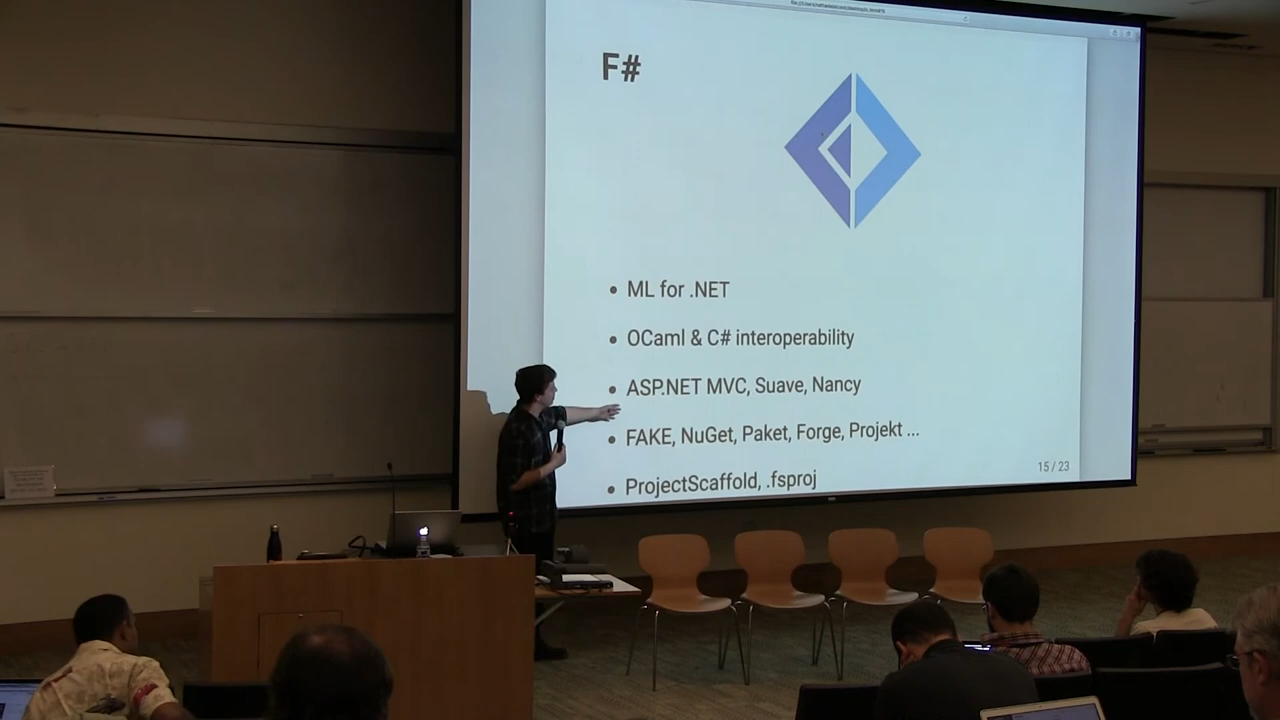 F#
• ML for .NET
• OCaml & C# interoperability
• ASP.NET MVC, Suave, Nancy
• FAKE, NuGet, Paket, Forge, Projekt ...
15 / 23
• ProjectScaffold, .fsproj